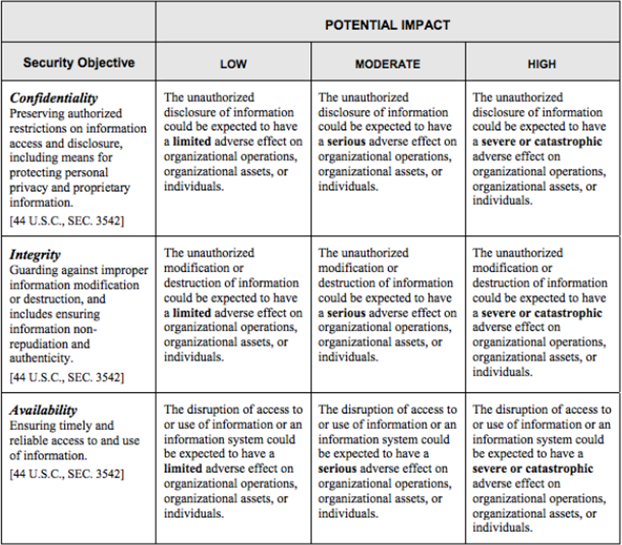 POTENTIAL IMPACT
Security Objective
LOW
MODERATE
HIGH
Confidentiality
Preserving authorized
restrictions on information
access and disclosure,
including means for
protecting personal
privacy and proprietary
information.
[44 U.S.C., SEC. 3542]
The unauthorized
disclosure of information
could be expected to have
a limited adverse effect on
organizational operations,
organizational assets, or
individuals.
The unauthorized
disclosure of information
could be expected to have
a serious adverse effect on
organizational operations,
organizational assets, or
individuals.
The unauthorized
disclosure of information
could be expected to have
a severe or catastrophic
adverse effect on
organizational operations,
organizational assets, or
individuals.
Integrity
Guarding against improper
information modification
or destruction, and
includes ensuring
information non-
repudiation and
authenticity.
[44 U.S.C., SEC. 3542]
The unauthorized
modification or
destruction of information
could be expected to have
a limited adverse effect on
organizational operations,
organizational assets, or
individuals.
The unauthorized
modification or
destruction of information
could be expected to have
a serious adverse effect on
organizational operations,
organizational assets, or
individuals.
The unauthorized
modification or
destruction of information
could be expected to have
a severe or catastrophic
adverse effect on
organizational operations,
organizational assets, or
individuals.
Availability
Ensuring timely and
reliable access to and use
of information.
[44 U.S.C., SEC. 3542]
The disruption of access to
or use of information or an
information system could
be expected to have a
limited adverse effect on
organizational operations,
organizational assets, or
individuals.
The disruption of access to
or use of information or an
information system could
be expected to have a
serious adverse effect on
organizational operations,
organizational assets, or
individuals.
The disruption of access to
or use of information or an
information system could
be expected to have a
severe or catastrophic
adverse effect on
organizational operations,
organizational assets, or
individuals.